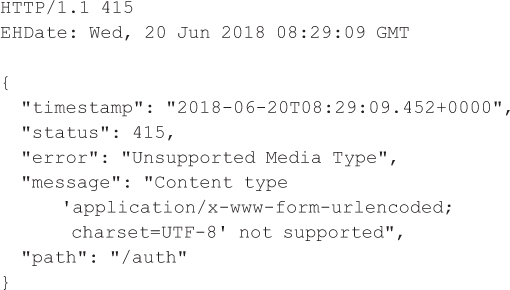 HTTP/1.1 415
EHDate: Wed, 20 Jun 2018 08:29:09 GMT

{
  "timestamp": "2018-06-20T08:29:09.452+0000",
  "status": 415,
  "error": "Unsupported Media Type",
  "message": "Content type
      'application/x-www-form-urlencoded;
       charset=UTF-8' not supported",
  "path": "/auth"
}